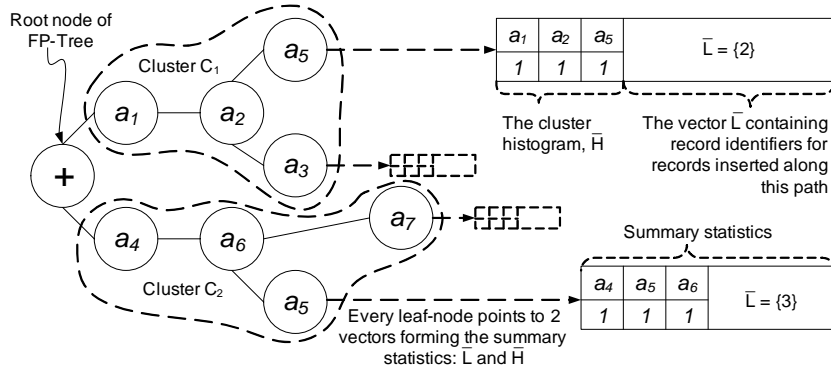 Root node of
FP-Tree
Cluster C1
a5
a1
a2
a3
+
a4
a6
a7
Cluster C2
a5
a1 a2 a5
1 1 1
L̅ = {2}
The cluster
histogram, H̅
The vector L̅ containing
record identifiers for
records inserted along
this path
Summary statistics
a4 a5 a6
1 1 1
L̅ = {3}
Every leaf-node points to 2
vectors forming the summary
statistics: L̅ and H̅